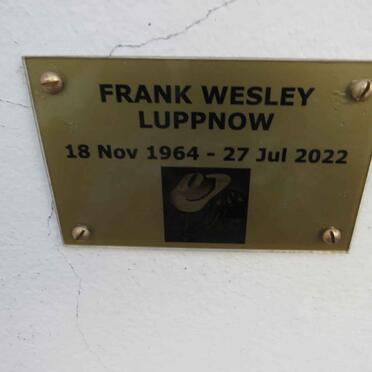 FRANK WESLEY
LUPPNOW
18 Nov 1964 - 27 Jul 2022